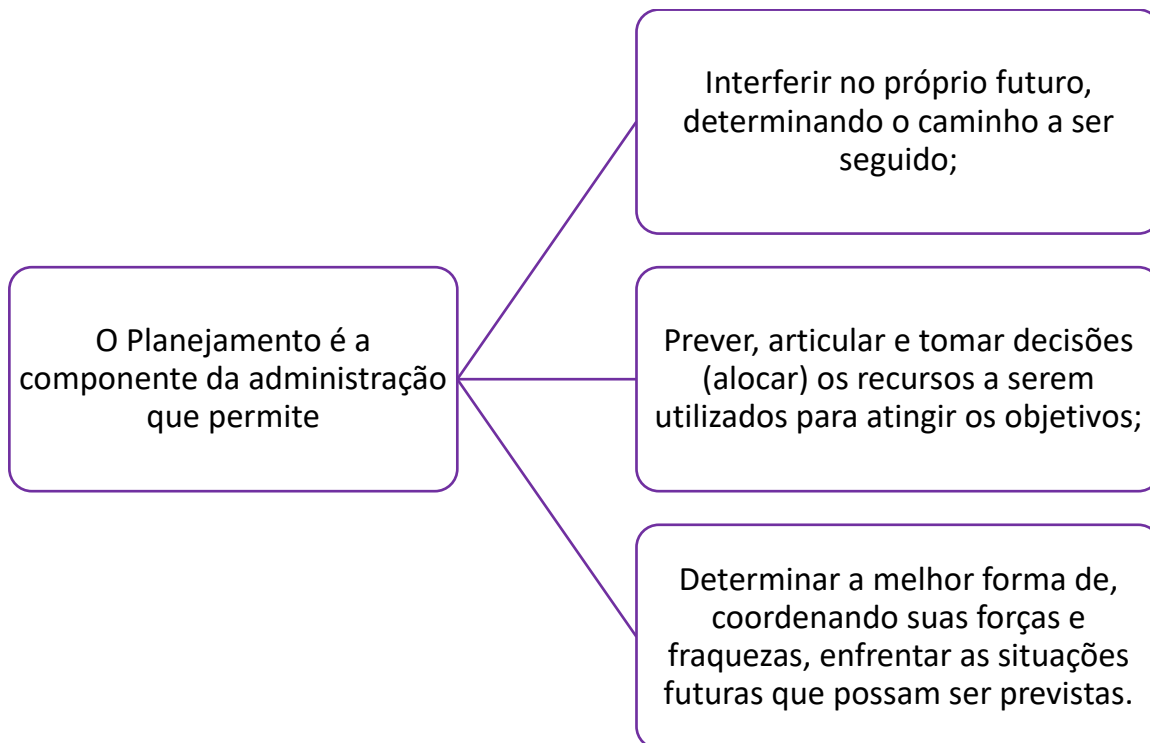 O Planejamento é a
componente da administração
que permite
Interferir no próprio futuro,
determinando o caminho a ser
seguido;
Prever, articular e tomar decisões
(alocar) os recursos a serem
utilizados para atingir os objetivos;
Determinar a melhor forma de,
coordenando suas forças e
fraquezas, enfrentar as situações
futuras que possam ser previstas.